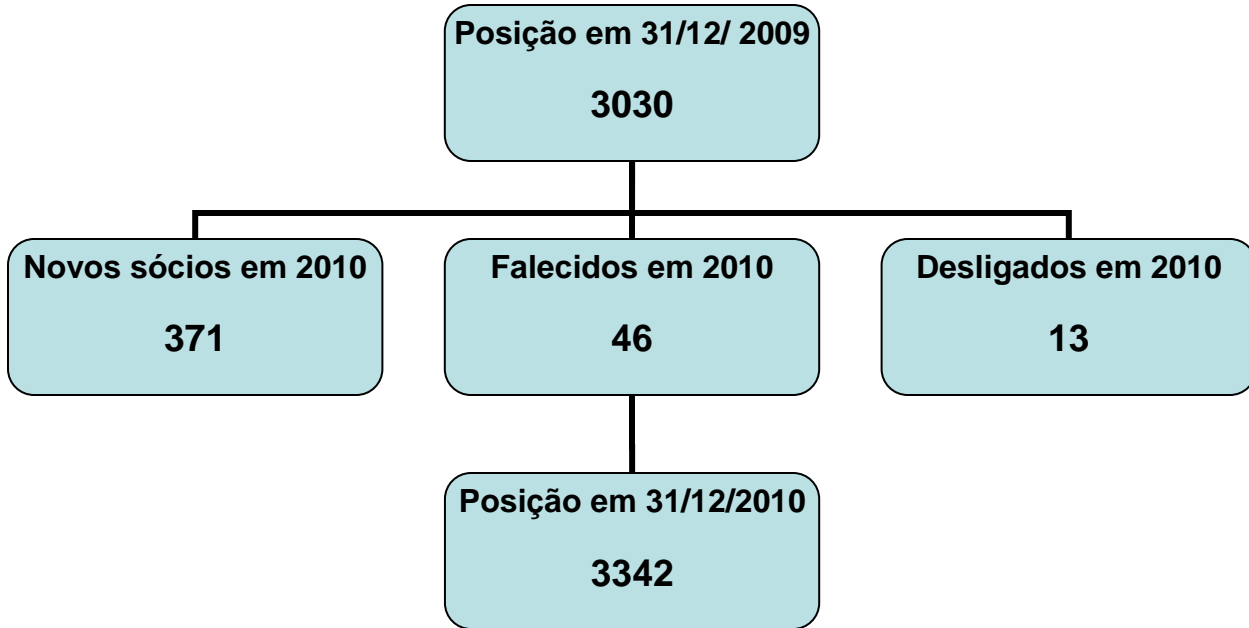 Posição em 31/12/ 2009
3030
Novos sócios em 2010
371
Falecidos em 2010
46
Desligados em 2010
13
Posição em 31/12/2010
3342